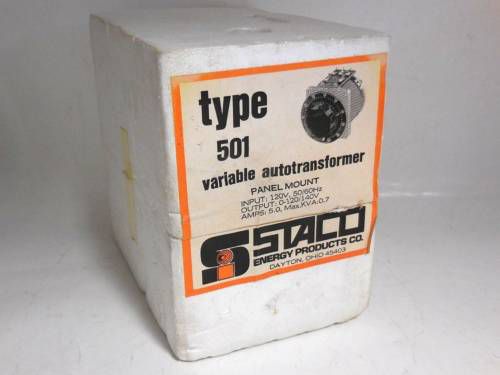 type
501
variable autotransformer
PANEL MOUNT
INPUT: 120V, 50/60Hz
OUTPUT: 0-120/140V
AMPS: 5.0, Max.KVA:0.7
STACO
ENERGY PRODUCTS CO.
DAYTON, OHIO 45403